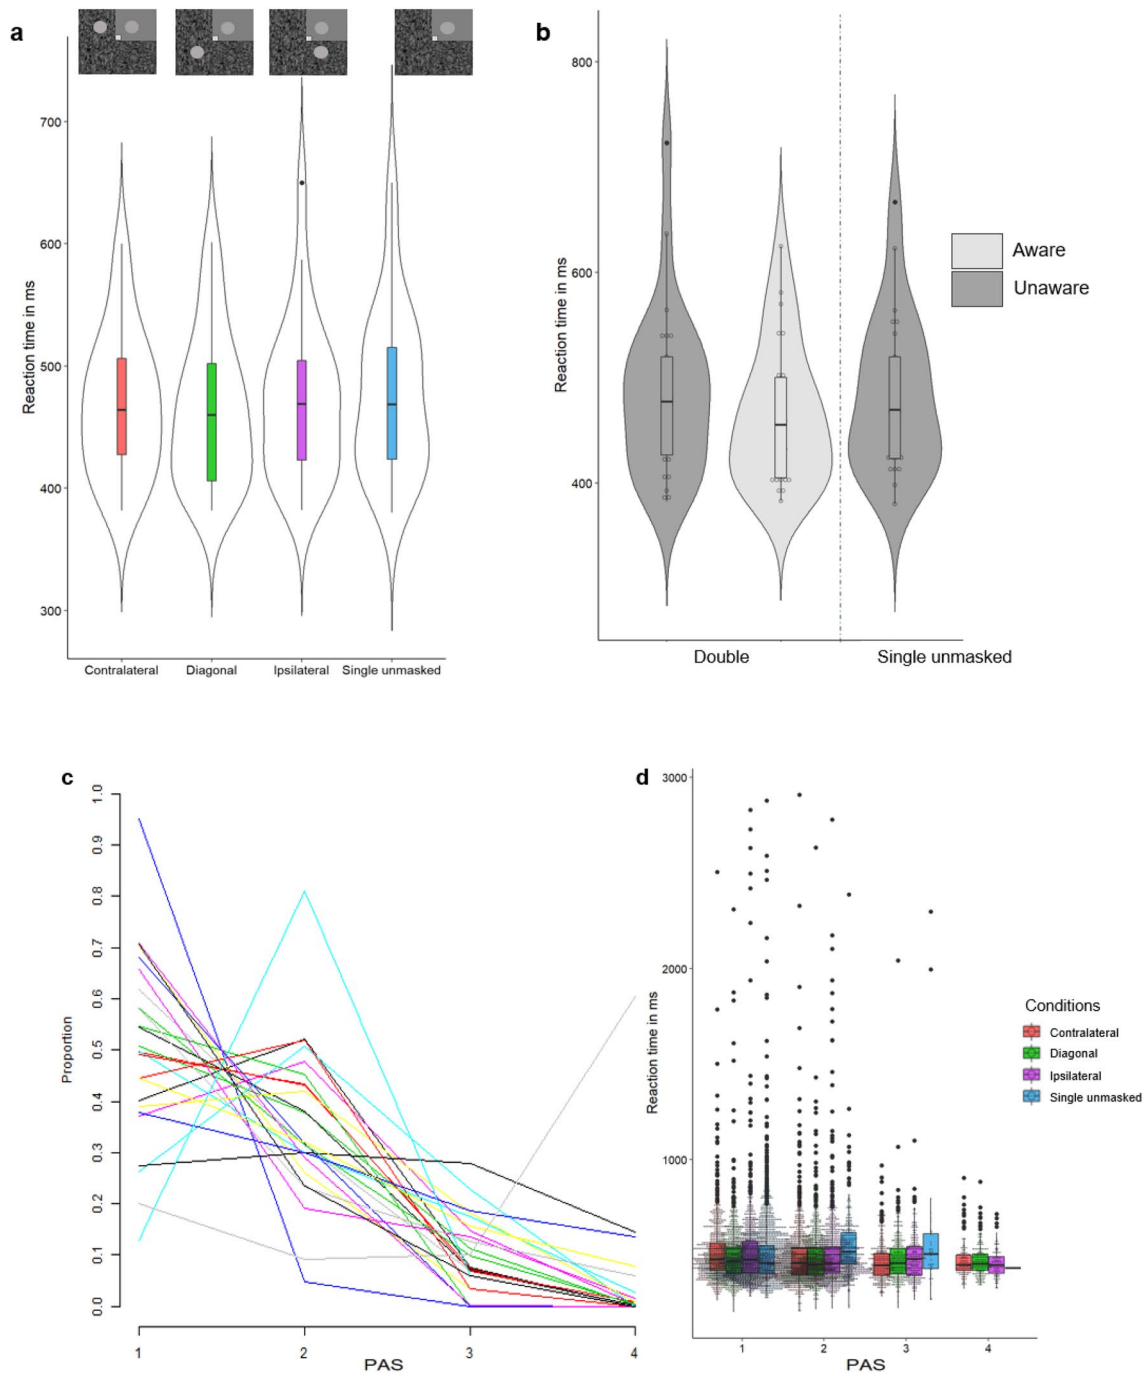 a
Reaction time in ms
700
600
500
400
300
Contralateral Diagonal Ipsilateral Single unmasked
b
Reaction time in ms
800
600
400
Aware
Unaware
Double Single unmasked
c
Proportion
1.0
0.9
0.8
0.7
0.6
0.5
0.4
0.3
0.2
0.1
0.0
1 2 3 4
PAS
d
Reaction time in ms
3000
2000
1000
1 2 3 4
PAS
Conditions
Contralateral
Diagonal
Ipsilateral
Single unmasked